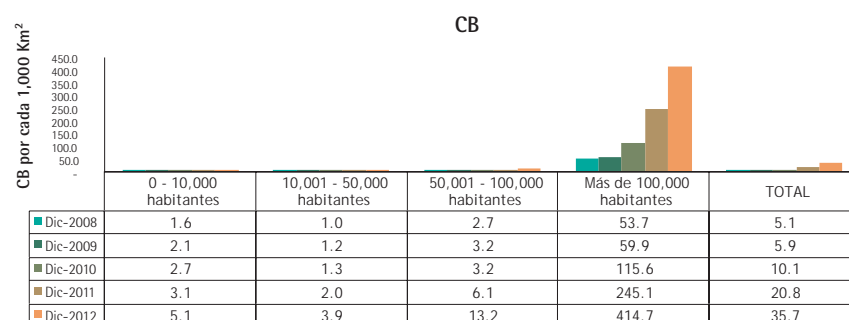 CB
CB por cada 1,000 Km²
450.0
400.0
350.0
300.0
250.0
200.0
150.0
100.0
50.0
-
0 - 10,000 habitantes 10,001 - 50,000 habitantes 50,001 - 100,000 habitantes Más de 100,000 habitantes TOTAL
Dic-2008 1.6 1.0 2.7 53.7 5.1
Dic-2009 2.1 1.2 3.2 59.9 5.9
Dic-2010 2.7 1.3 3.2 115.6 10.1
Dic-2011 3.1 2.0 6.1 245.1 20.8
Dic-2012 5.1 3.9 13.2 414.7 35.7